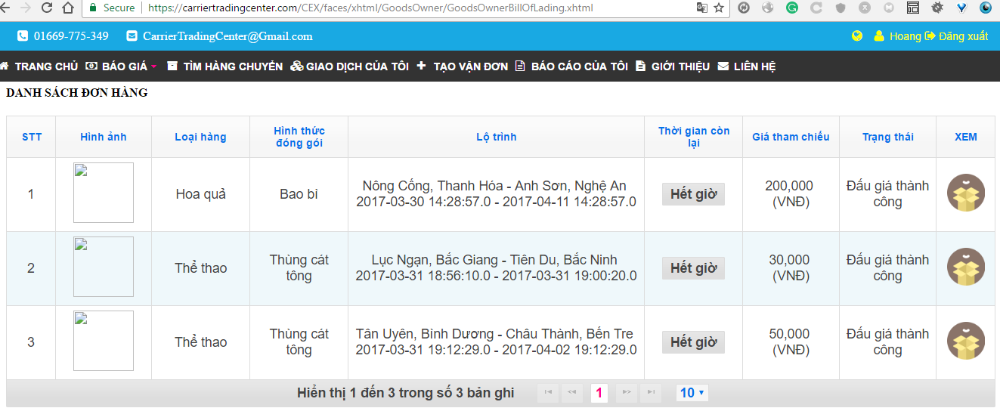 Secure https://carriertradingcenter.com/CEX/faces/xhtml/GoodsOwner/GoodsOwnerBillOfLading.xhtml
01669-775-349 CarrierTradingCenter@Gmail.com Hoang Đăng xuất
TRANG CHỦ BÁO GIÁ TÌM HÀNG CHUYỂN GIAO DỊCH CỦA TÔI TẠO VẬN ĐƠN BÁO CÁO CỦA TÔI GIỚI THIỆU LIÊN HỆ
DANH SÁCH ĐƠN HÀNG
STT Hình ảnh Loại hàng Hình thức đóng gói Lộ trình Thời gian còn lại Giá tham chiếu Trạng thái XEM
1 Hoa quả Bao bì Nông Cống, Thanh Hóa - Anh Sơn, Nghệ An
2017-03-30 14:28:57.0 - 2017-04-11 14:28:57.0 Hết giờ 200,000 (VNĐ) Đấu giá thành công
2 Thể thao Thùng cát tông Lục Ngạn, Bắc Giang - Tiên Du, Bắc Ninh
2017-03-31 18:56:10.0 - 2017-03-31 19:00:20.0 Hết giờ 30,000 (VNĐ) Đấu giá thành công
3 Thể thao Thùng cát tông Tân Uyên, Bình Dương - Châu Thành, Bến Tre
2017-03-31 19:12:29.0 - 2017-04-02 19:12:29.0 Hết giờ 50,000 (VNĐ) Đấu giá thành công
Hiển thị 1 đến 3 trong số 3 bản ghi 1 10